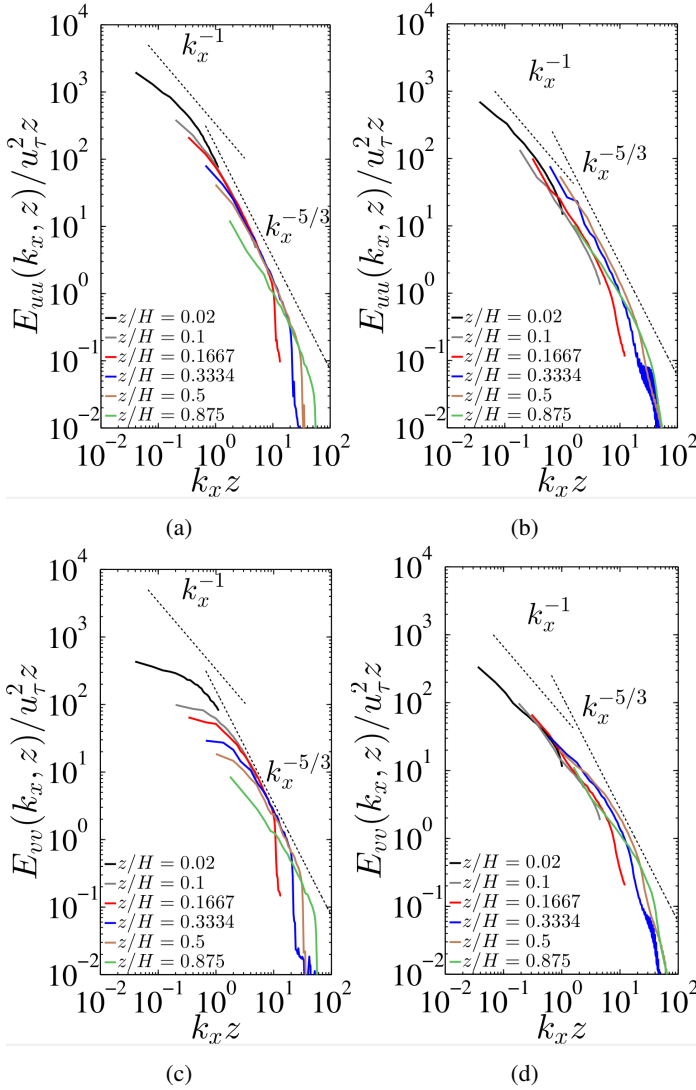 10^4
10^3
10^2
10^1
10^0
10^-1
10^-2
E_uu(k_x, z)/u_τ^2 z
k_x^-1
k_x^-5/3
z/H = 0.02
z/H = 0.1
z/H = 0.1667
z/H = 0.3334
z/H = 0.5
z/H = 0.875
10^-2 10^-1 10^0 10^1 10^2
k_x z
(a)
10^4
10^3
10^2
10^1
10^0
10^-1
10^-2
E_uu(k_x, z)/u_τ^2 z
k_x^-1
k_x^-5/3
z/H = 0.02
z/H = 0.1
z/H = 0.1667
z/H = 0.3334
z/H = 0.5
z/H = 0.875
10^-2 10^-1 10^0 10^1 10^2
k_x z
(b)
10^4
10^3
10^2
10^1
10^0
10^-1
10^-2
E_vv(k_x, z)/u_τ^2 z
k_x^-1
k_x^-5/3
z/H = 0.02
z/H = 0.1
z/H = 0.1667
z/H = 0.3334
z/H = 0.5
z/H = 0.875
10^-2 10^-1 10^0 10^1 10^2
k_x z
(c)
10^4
10^3
10^2
10^1
10^0
10^-1
10^-2
E_vv(k_x, z)/u_τ^2 z
k_x^-1
k_x^-5/3
z/H = 0.02
z/H = 0.1
z/H = 0.1667
z/H = 0.3334
z/H = 0.5
z/H = 0.875
10^-2 10^-1 10^0 10^1 10^2
k_x z
(d)